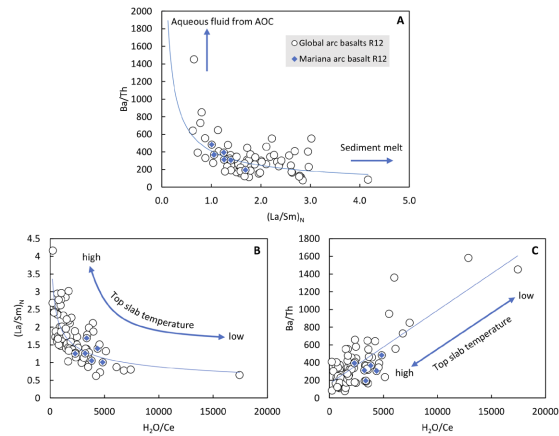 A
Aqueous fluid from AOC
Global arc basalts R12
Mariana arc basalt R12
Sediment melt
Ba/Th
2000
1800
1600
1400
1200
1000
800
600
400
200
0
0.0 1.0 2.0 3.0 4.0 5.0
(La/Sm)N
B
high
Top slab temperature
low
(La/Sm)N
4.5
4
3.5
3
2.5
2
1.5
1
0.5
0
0 5000 10000 15000 20000
H2O/Ce
C
low
Top slab temperature
high
Ba/Th
2000
1800
1600
1400
1200
1000
800
600
400
200
0
0 5000 10000 15000 20000
H2O/Ce